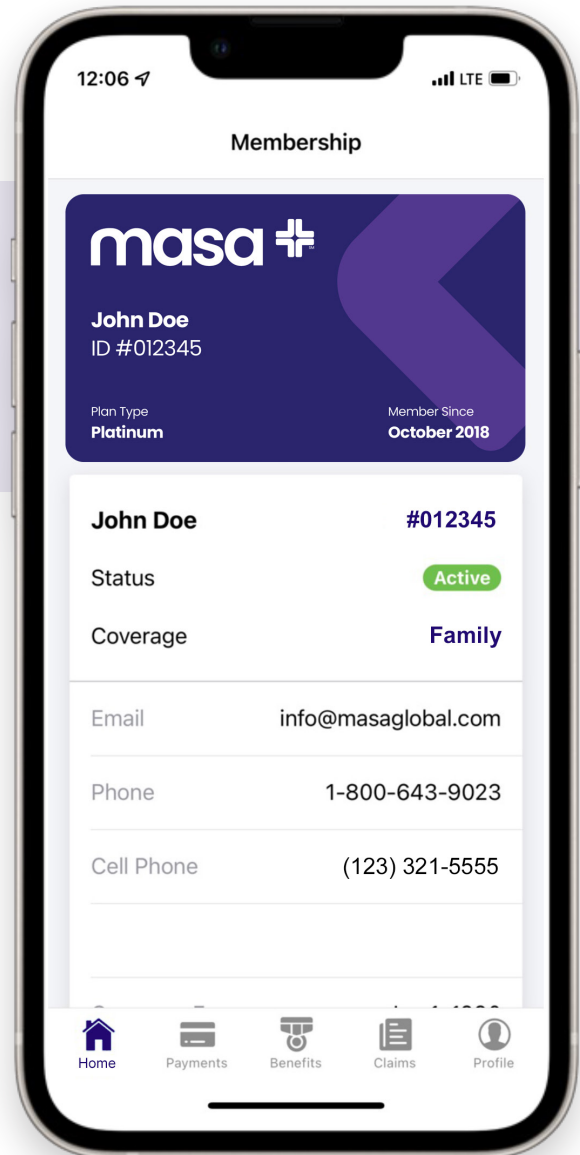 12:06
LTE
Membership
masa
John Doe
ID #012345
Plan Type
Member Since
Platinum
October 2018
John Doe
#012345
Status
Active
Coverage
Family
Email
info@masaglobal.com
Phone
1-800-643-9023
Cell Phone
(123) 321-5555
Home
Payments
Benefits
Claims
Profile